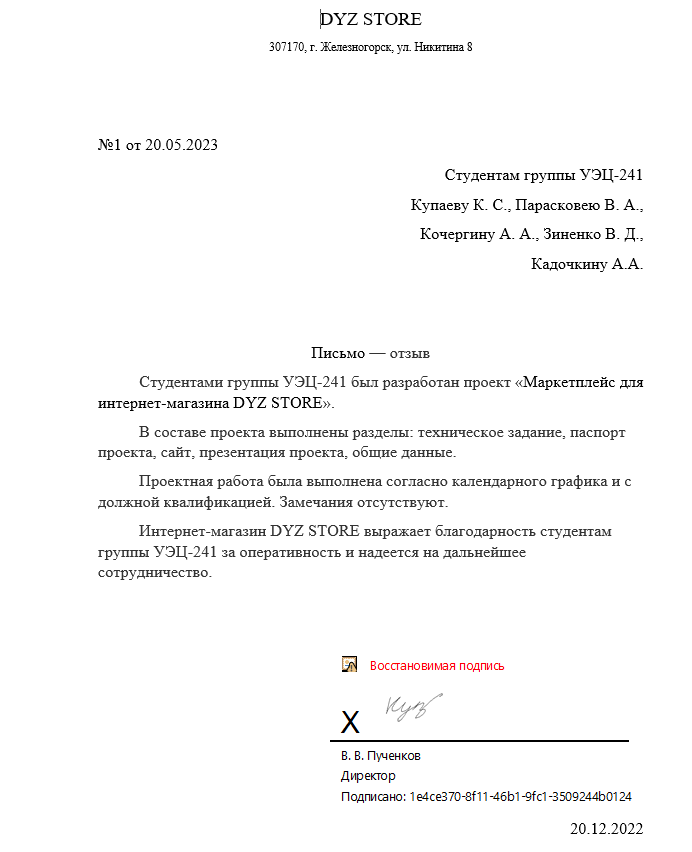 DYZ STORE
307170, г. Железногорск, ул. Никитина 8
№1 от 20.05.2023
Студентам группы УЭЦ-241
Купаеву К. С., Парасковею В. А.,
Кочергину А. А., Зиненко В. Д.,
Кадочкину А.А.
Письмо — отзыв
Студентами группы УЭЦ-241 был разработан проект «Маркетплейс для
интернет-магазина DYZ STORE».
В составе проекта выполнены разделы: техническое задание, паспорт
проекта, сайт, презентация проекта, общие данные.
Проектная работа была выполнена согласно календарного графика и с
должной квалификацией. Замечания отсутствуют.
Интернет-магазин DYZ STORE выражает благодарность студентам
группы УЭЦ-241 за оперативность и надеется на дальнейшее
сотрудничество.
Восстановимая подпись
X
В. В. Пученков
Директор
Подписано: 1e4ce370-8f11-46b1-9fc1-3509244b0124
20.12.2022